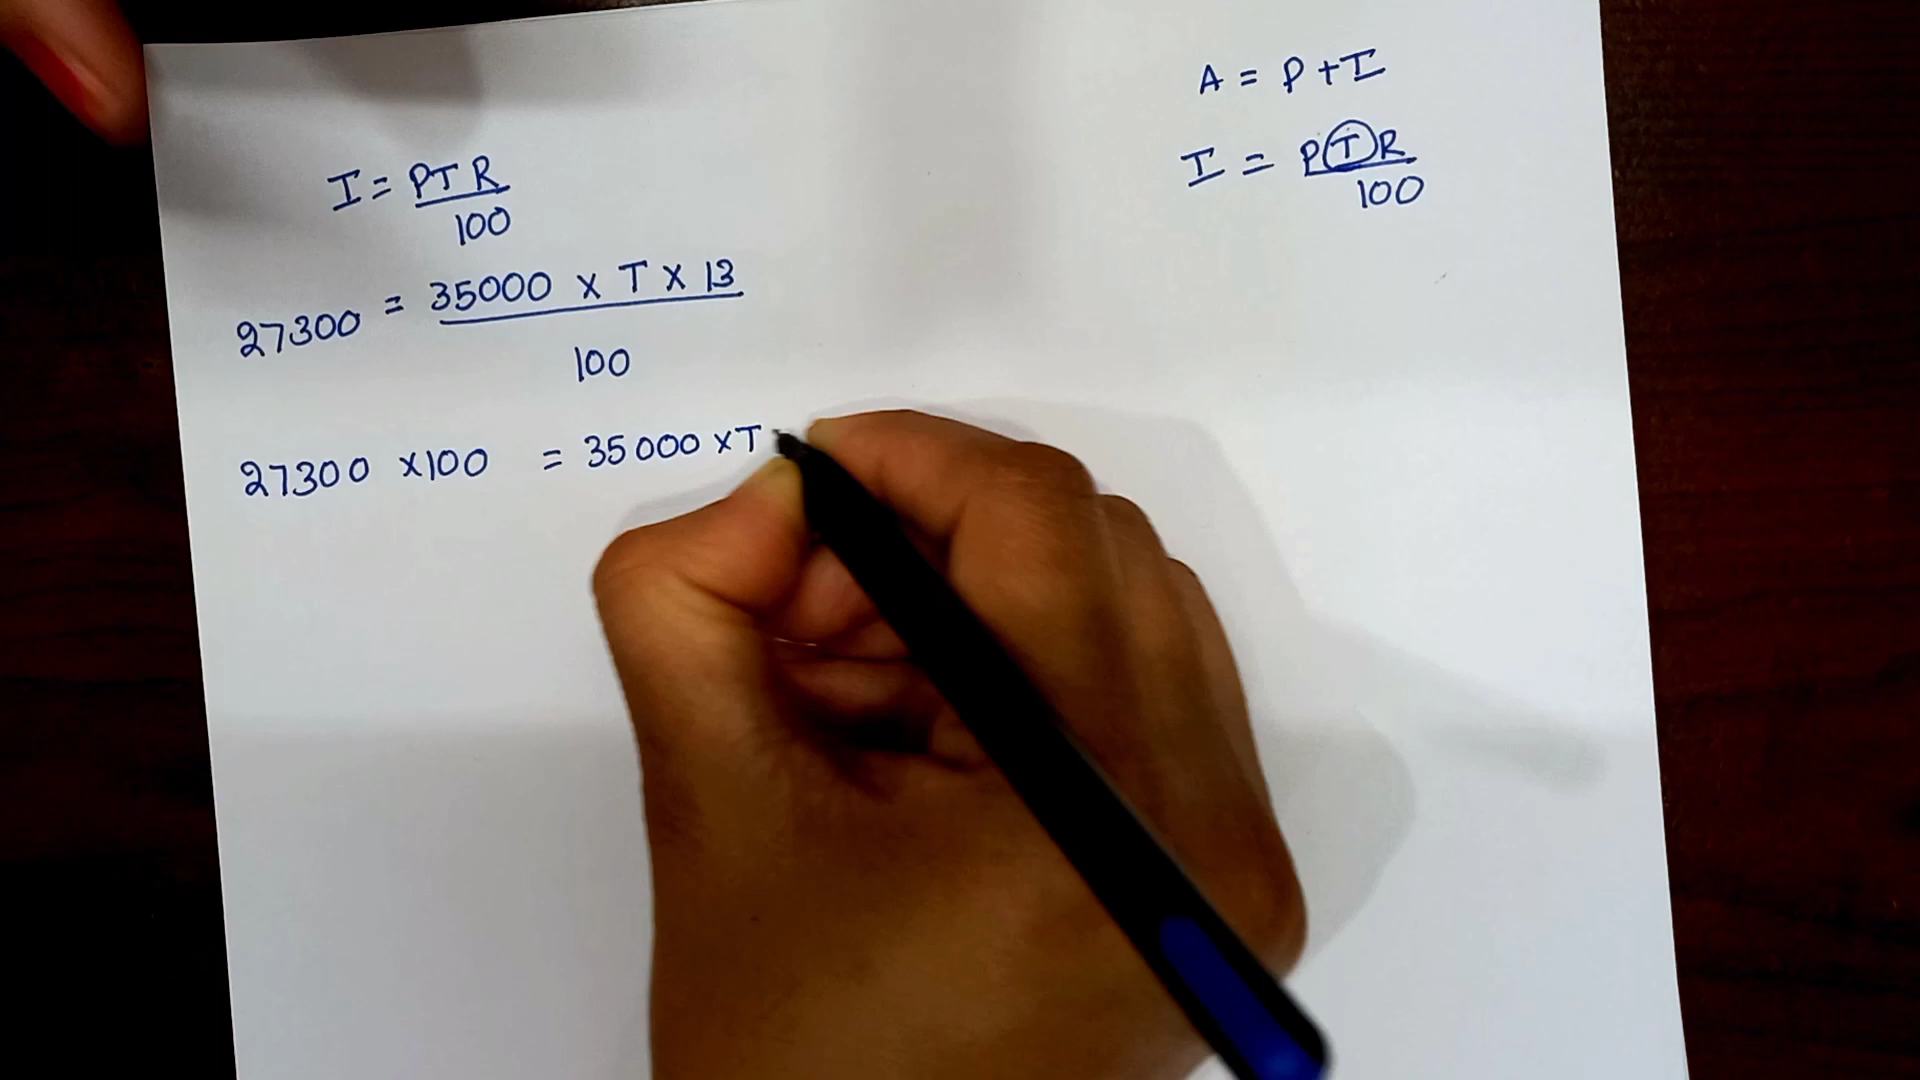 A = P + I
I = PTR
100
I = PTR
100
27300 = 35000 x T x 13
100
27300 x100 = 35000 xT